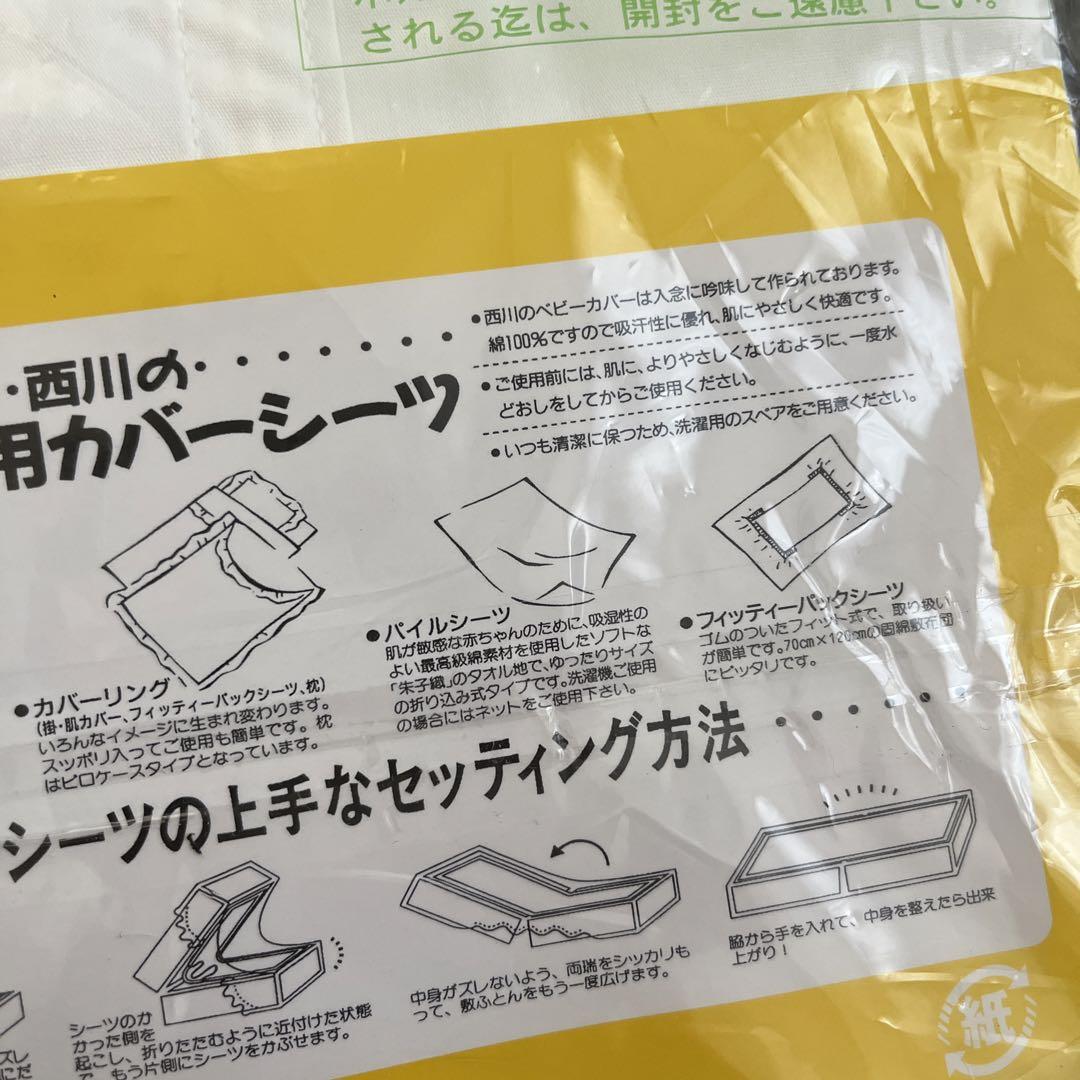 される迄は、開封をご遠慮下さい。
西川の
用カバーシーツ
●西川のベビーカバーは入念に吟味して作られております。
綿100%ですので吸汗性に優れ、肌にやさしく快適です。
●ご使用前には、肌に、よりやさしくなじむように、一度水
どおしをしてからご使用ください。
●いつも清潔に保つため、洗濯用のスペアをご用意ください。
●カバーリング
(掛・肌カバー、フィッティーパックシーツ、枕)
いろんなイメージに生まれ変わります。
スッポリ入ってご使用も簡単です。枕
はピロケースタイプとなっています。
●パイルシーツ
肌が敏感な赤ちゃんのために、吸湿性の
よい最高級綿素材を使用したソフトな
「朱子織」のタオル地で、ゆったりサイズ
の折り込み式タイプです。洗濯機ご使用
の場合にはネットをご使用下さい。
●フィッティーパックシーツ
ゴムのついたフィット式で、取り扱い
が簡単です。70cm×120cmの固綿敷布団
にピッタリです。
シーツの上手なセッティング方法
シーツのか
かった側を
起こし、折りたたむように近付けた状態
で、もう片側にシーツをかぶせます。
中身がズレないよう、両瑞をシッカリも
って、敷ふとんをもう一度広げます。
脇から手を入れて、中身を整えたら出来
上がり!
紙